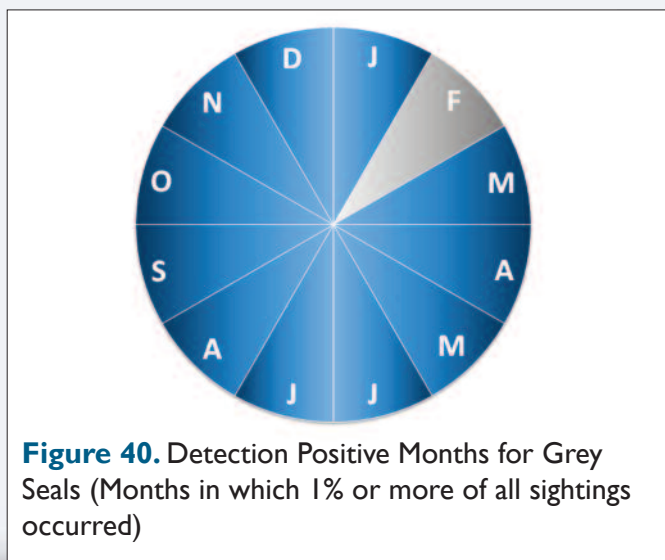 D J
N F
O M
S A
A M
J J
Figure 40. Detection Positive Months for Grey
Seals (Months in which 1% or more of all sightings
occurred)